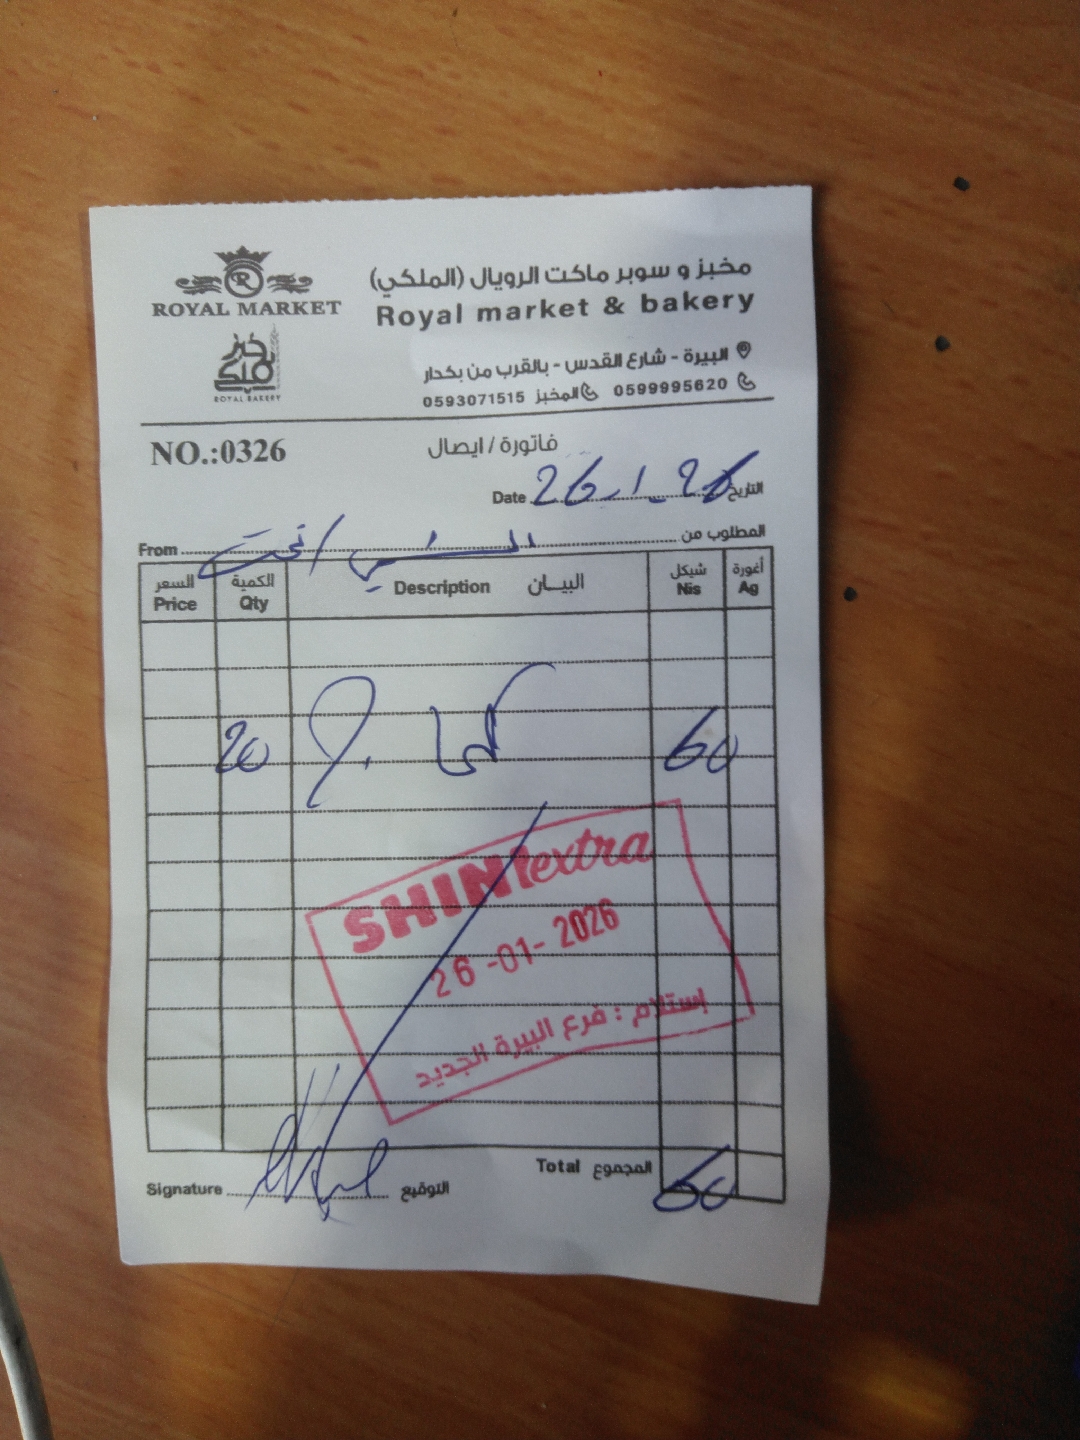 ROYAL MARKET
مخبز و سوبر ماكت الرويال (الملكي)
Royal market & bakery
ROYAL BAKERY
البيرة - شارع القدس - بالقرب من بكدار
0599995620 المخبز 0593071515
NO.:0326
فاتورة / ايصال
Date 26-1-26 التاريخ
From المطلوب من
السعر الكمية البيان شيكل أغورة
Price Qty Description Nis Ag
20 كماج 60
SHINI extra
26-01-2026
إستلام : فرع البيرة الجديد
Total المجموع 60
Signature التوقيع